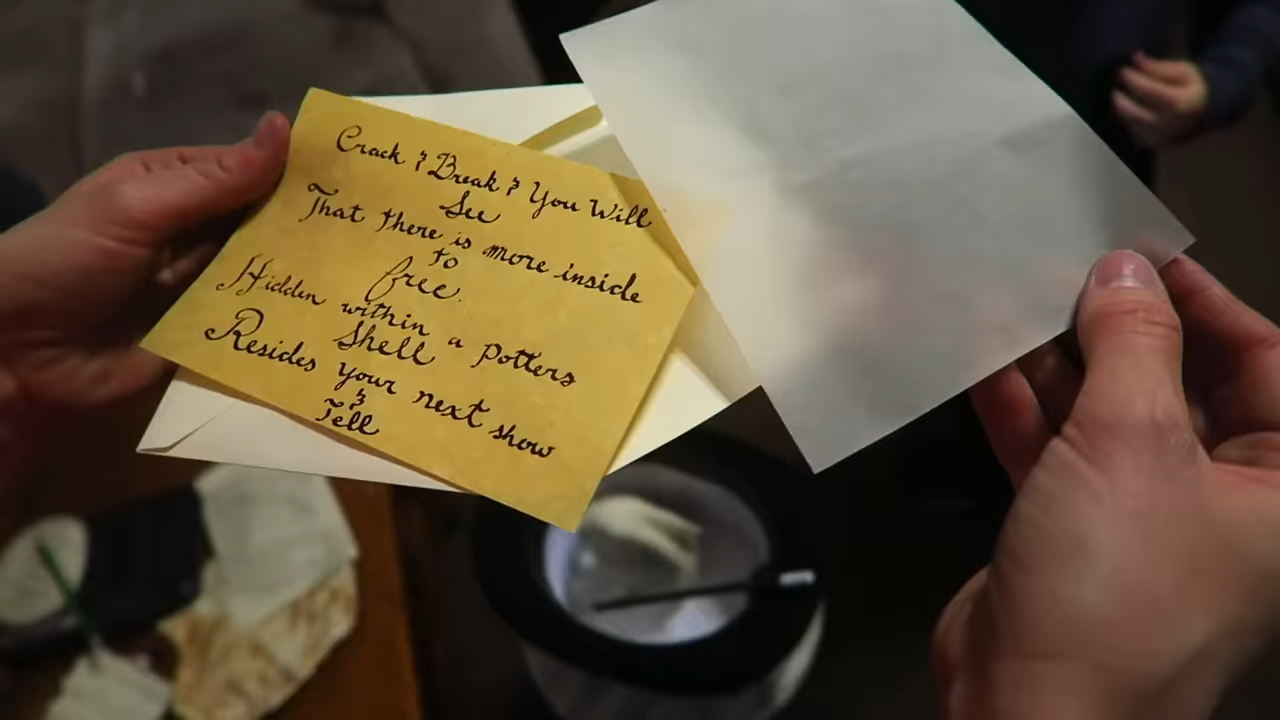 Crack & Break & You Will
See
That there is more inside
to
free.
Hidden within a potters
Shell
Resides your next show
&
Tell